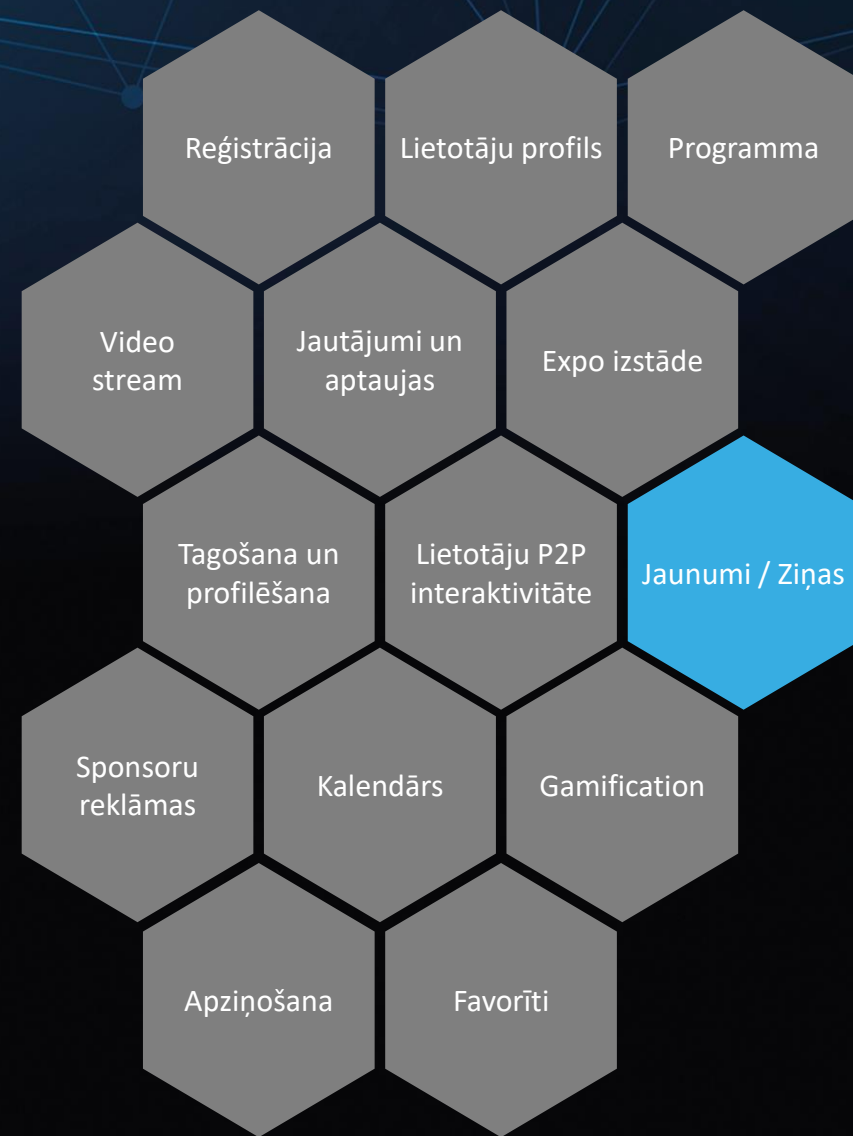 Reģistrācija
Lietotāju profils
Programma
Video
stream
Jautājumi un
aptaujas
Expo izstāde
Tagošana un
profilēšana
Lietotāju P2P
interaktivitāte
Jaunumi / Ziņas
Sponsoru
reklāmas
Kalendārs
Gamification
Apziņošana
Favorīti